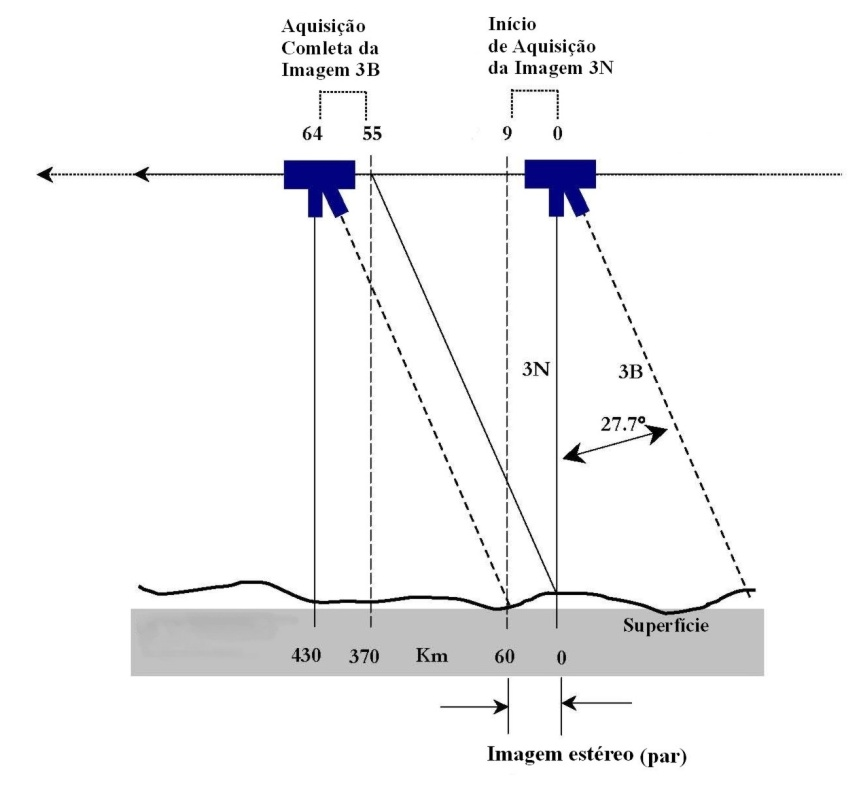 Aquisição
Comleta da
Imagem 3B
Início
de Aquisição
da Imagem 3N
64 55 9 0
3N
3B
27.7º
Superfície
430 370 Km 60 0
Imagem estéreo (par)